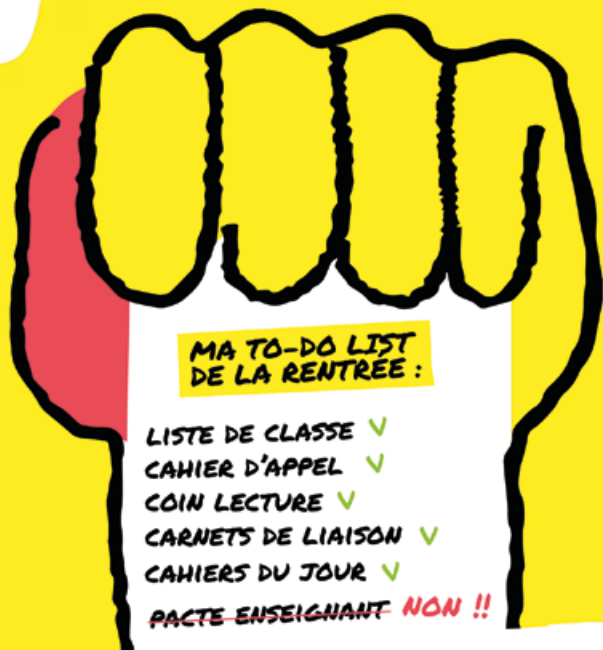 MA TO-DO LIST
DE LA RENTRÉE :
LISTE DE CLASSE V
CAHIER D'APPEL V
COIN LECTURE V
CARNETS DE LIAISON V
CAHIERS DU JOUR V
PACTE ENSEIGNANT NON !!